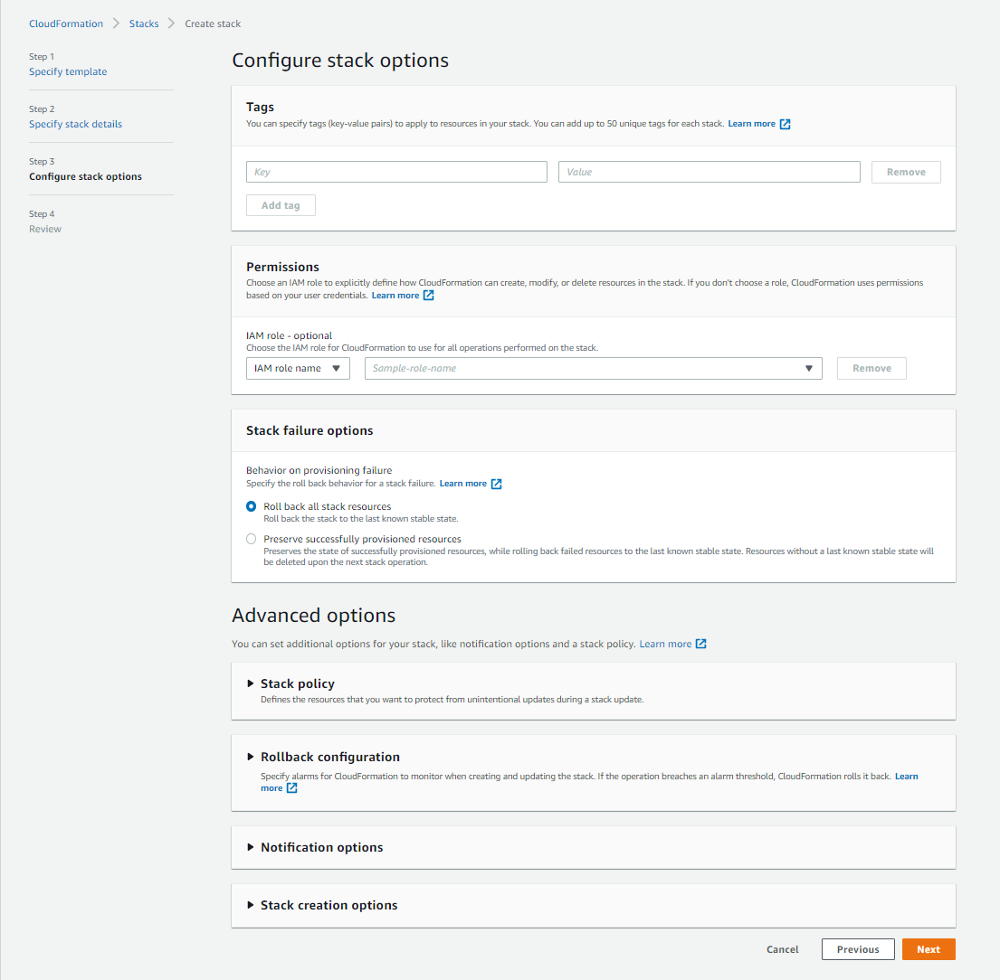 CloudFormation > Stacks > Create stack
Step 1
Specify template
Step 2
Specify stack details
Step 3
Configure stack options
Step 4
Review
Configure stack options
Tags
You can specify tags (key-value pairs) to apply to resources in your stack. You can add up to 50 unique tags for each stack. Learn more
Key Value Remove
Add tag
Permissions
Choose an IAM role to explicitly define how CloudFormation can create, modify, or delete resources in the stack. If you don't choose a role, CloudFormation uses permissions
based on your user credentials. Learn more
IAM role - optional
Choose the IAM role for CloudFormation to use for all operations performed on the stack.
IAM role name Sample-role-name Remove
Stack failure options
Behavior on provisioning failure
Specify the roll back behavior for a stack failure. Learn more
Roll back all stack resources
Roll back the stack to the last known stable state.
Preserve successfully provisioned resources
Preserves the state of successfully provisioned resources, while rolling back failed resources to the last known stable state. Resources without a last known stable state will
be deleted upon the next stack operation.
Advanced options
You can set additional options for your stack, like notification options and a stack policy. Learn more
Stack policy
Defines the resources that you want to protect from unintentional updates during a stack update.
Rollback configuration
Specify alarms for CloudFormation to monitor when creating and updating the stack. If the operation breaches an alarm threshold, CloudFormation rolls it back. Learn
more
Notification options
Stack creation options
Cancel Previous Next